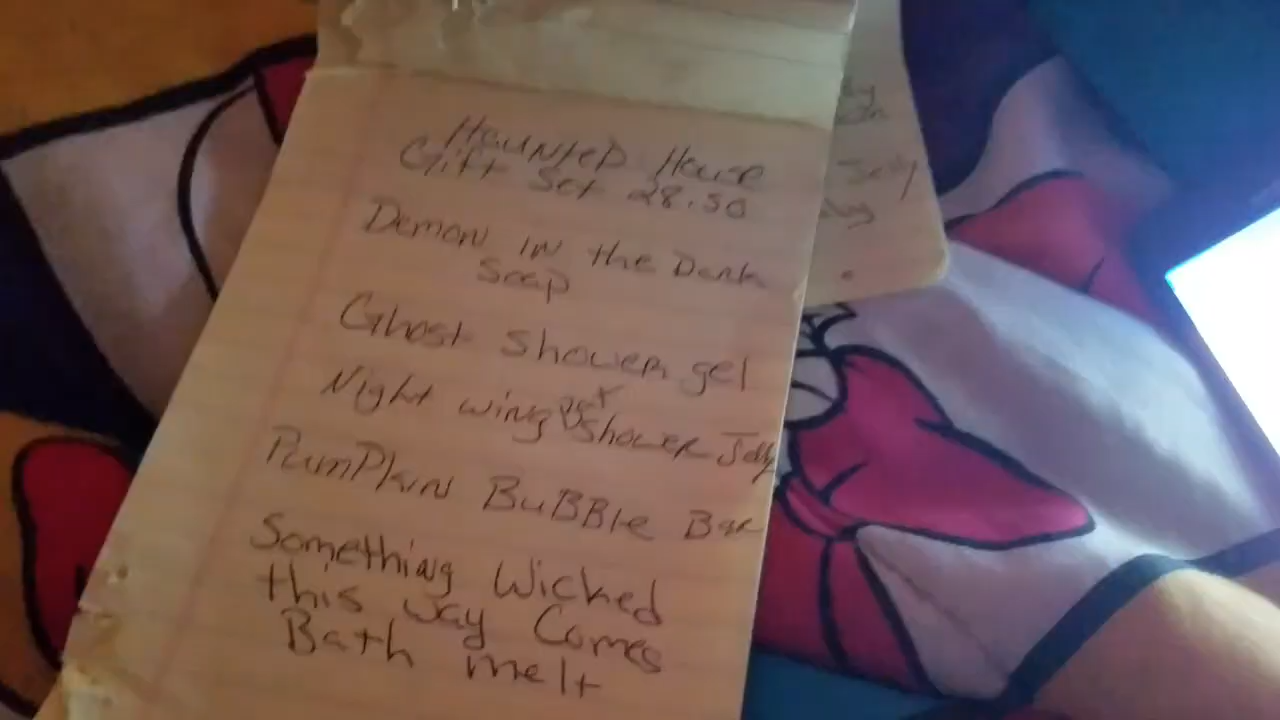 Haunted House
Gift Set 28.50
Demon in the Dark
Soap
Ghost Shower gel
Night wing bat Shower Jelly
Pumpkin Bubble Bar
Something Wicked
this way Comes
Bath melt